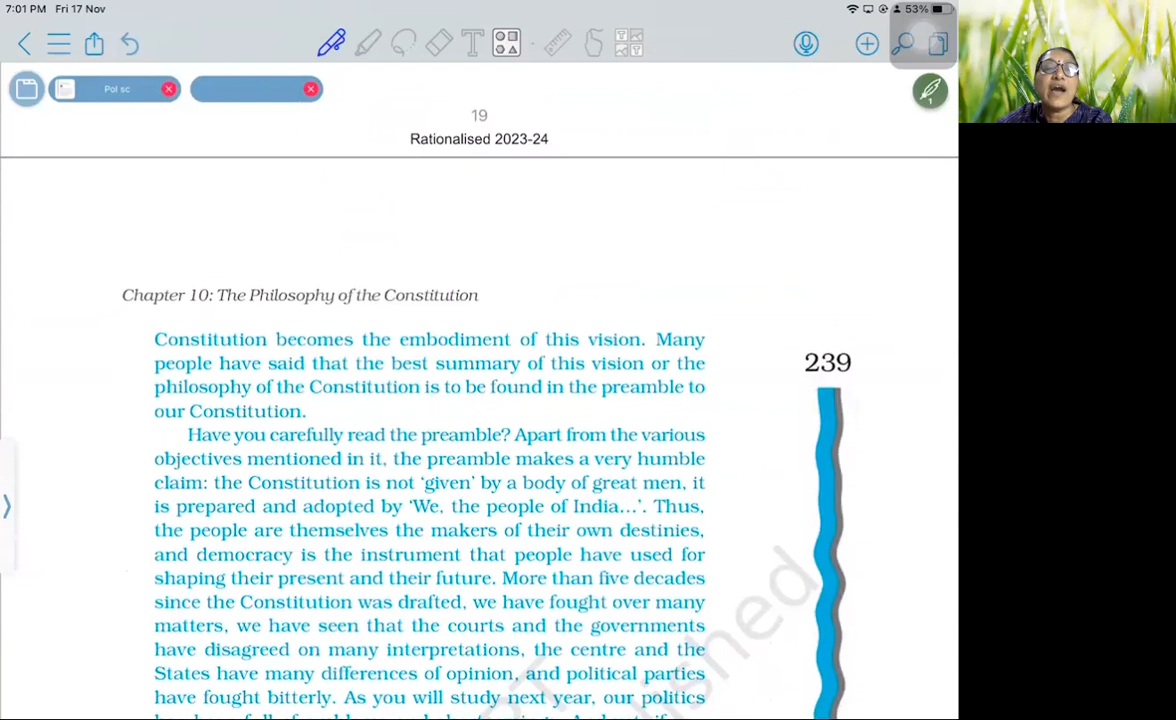 7:01 PM Fri 17 Nov
53%
Pol sc
1
19
Rationalised 2023-24
Chapter 10: The Philosophy of the Constitution
Constitution becomes the embodiment of this vision. Many
people have said that the best summary of this vision or the
philosophy of the Constitution is to be found in the preamble to
our Constitution.
239
Have you carefully read the preamble? Apart from the various
objectives mentioned in it, the preamble makes a very humble
claim: the Constitution is not ‘given’ by a body of great men, it
is prepared and adopted by ‘We, the people of India...’. Thus,
the people are themselves the makers of their own destinies,
and democracy is the instrument that people have used for
shaping their present and their future. More than five decades
since the Constitution was drafted, we have fought over many
matters, we have seen that the courts and the governments
have disagreed on many interpretations, the centre and the
States have many differences of opinion, and political parties
have fought bitterly. As you will study next year, our politics